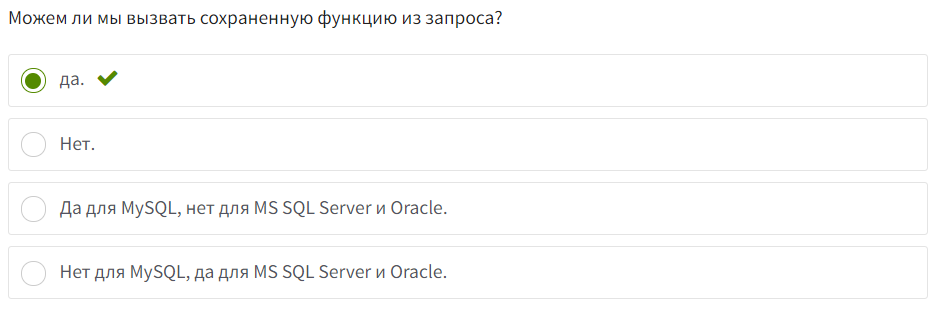 Можем ли мы вызвать сохраненную функцию из запроса?
да.
Нет.
Да для MySQL, нет для MS SQL Server и Oracle.
Нет для MySQL, да для MS SQL Server и Oracle.